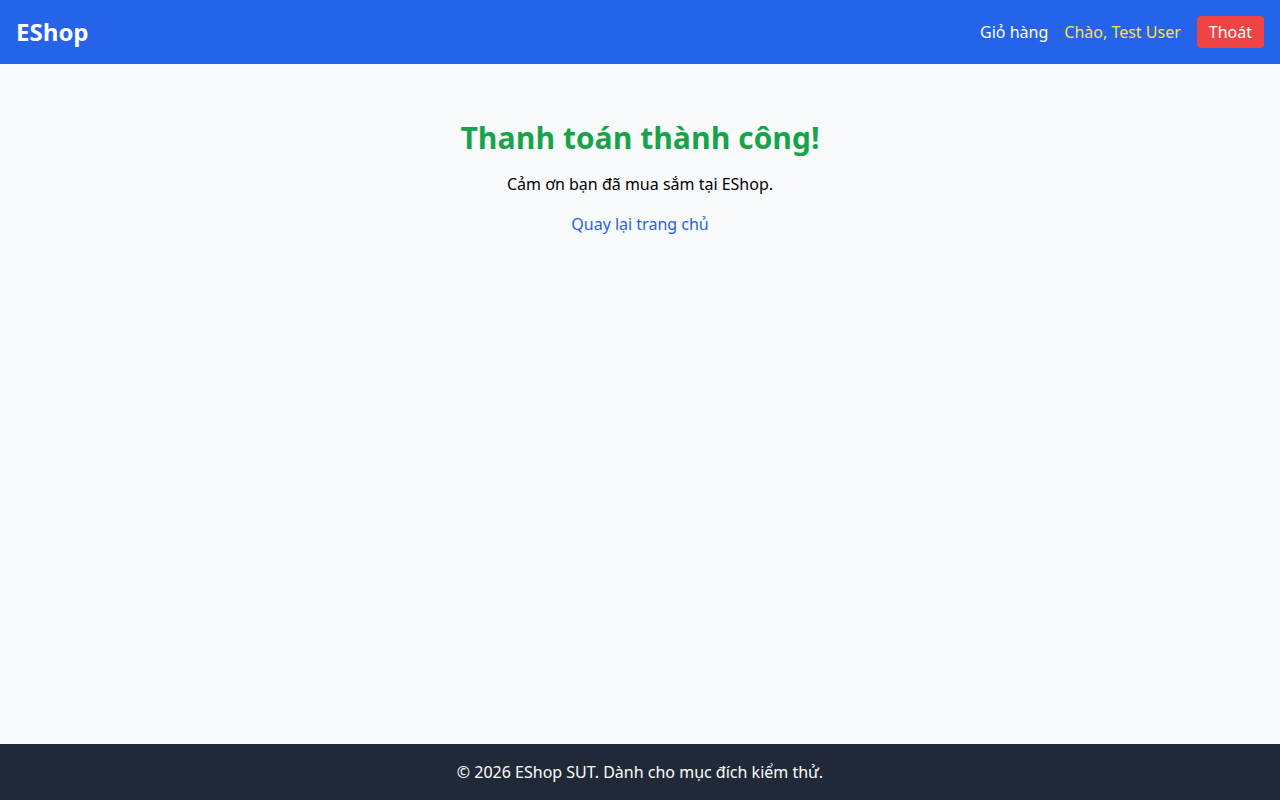 EShop
Giỏ hàng
Chào, Test User
Thoát
Thanh toán thành công!
Cảm ơn bạn đã mua sắm tại EShop.
Quay lại trang chủ
© 2026 EShop SUT. Dành cho mục đích kiểm thử.